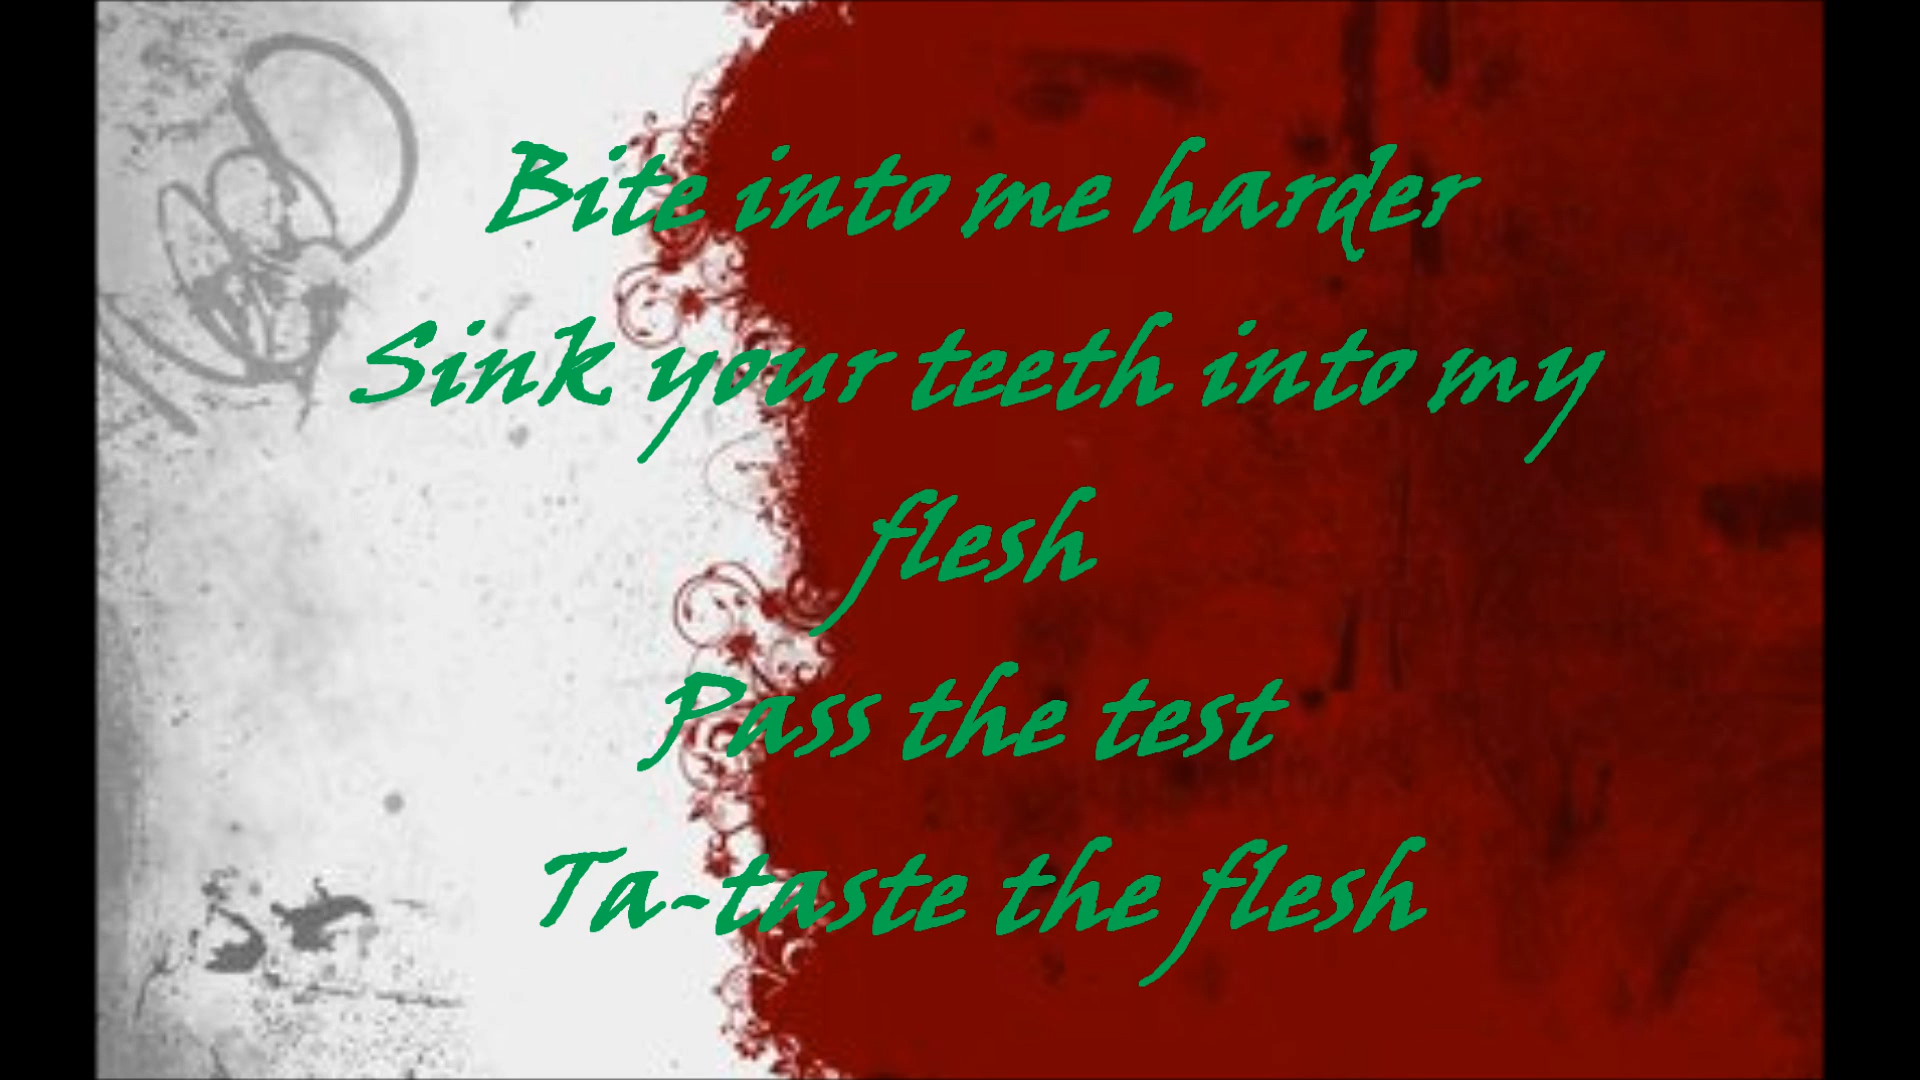 Bite into me harder
Sink your teeth into my
flesh
Pass the test
Ta-taste the flesh